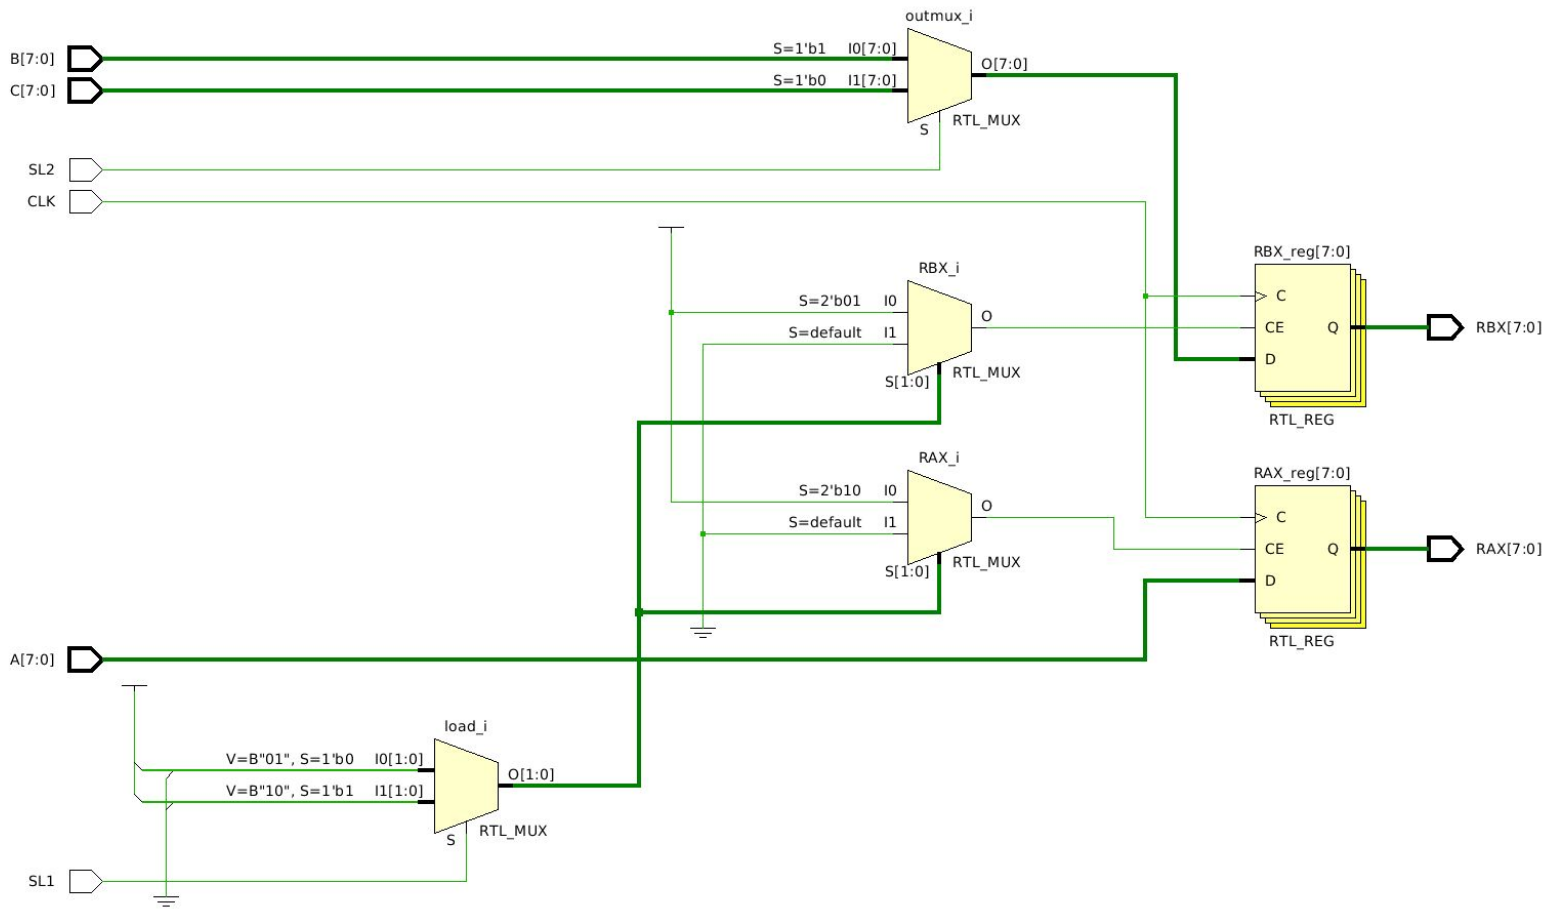 outmux_i
B[7:0] S=1'b1 I0[7:0]
O[7:0]
C[7:0] S=1'b0 I1[7:0]
S RTL_MUX
SL2
CLK
RBX_reg[7:0]
RBX_i
C
S=2'b01 I0
O
CE Q RBX[7:0]
S=default I1
D
S[1:0] RTL_MUX
RTL_REG
RAX_i
RAX_reg[7:0]
S=2'b10 I0
O
C
S=default I1
CE Q RAX[7:0]
S[1:0] RTL_MUX
D
RTL_REG
A[7:0]
load_i
V=B"01", S=1'b0 I0[1:0]
O[1:0]
V=B"10", S=1'b1 I1[1:0]
S RTL_MUX
SL1